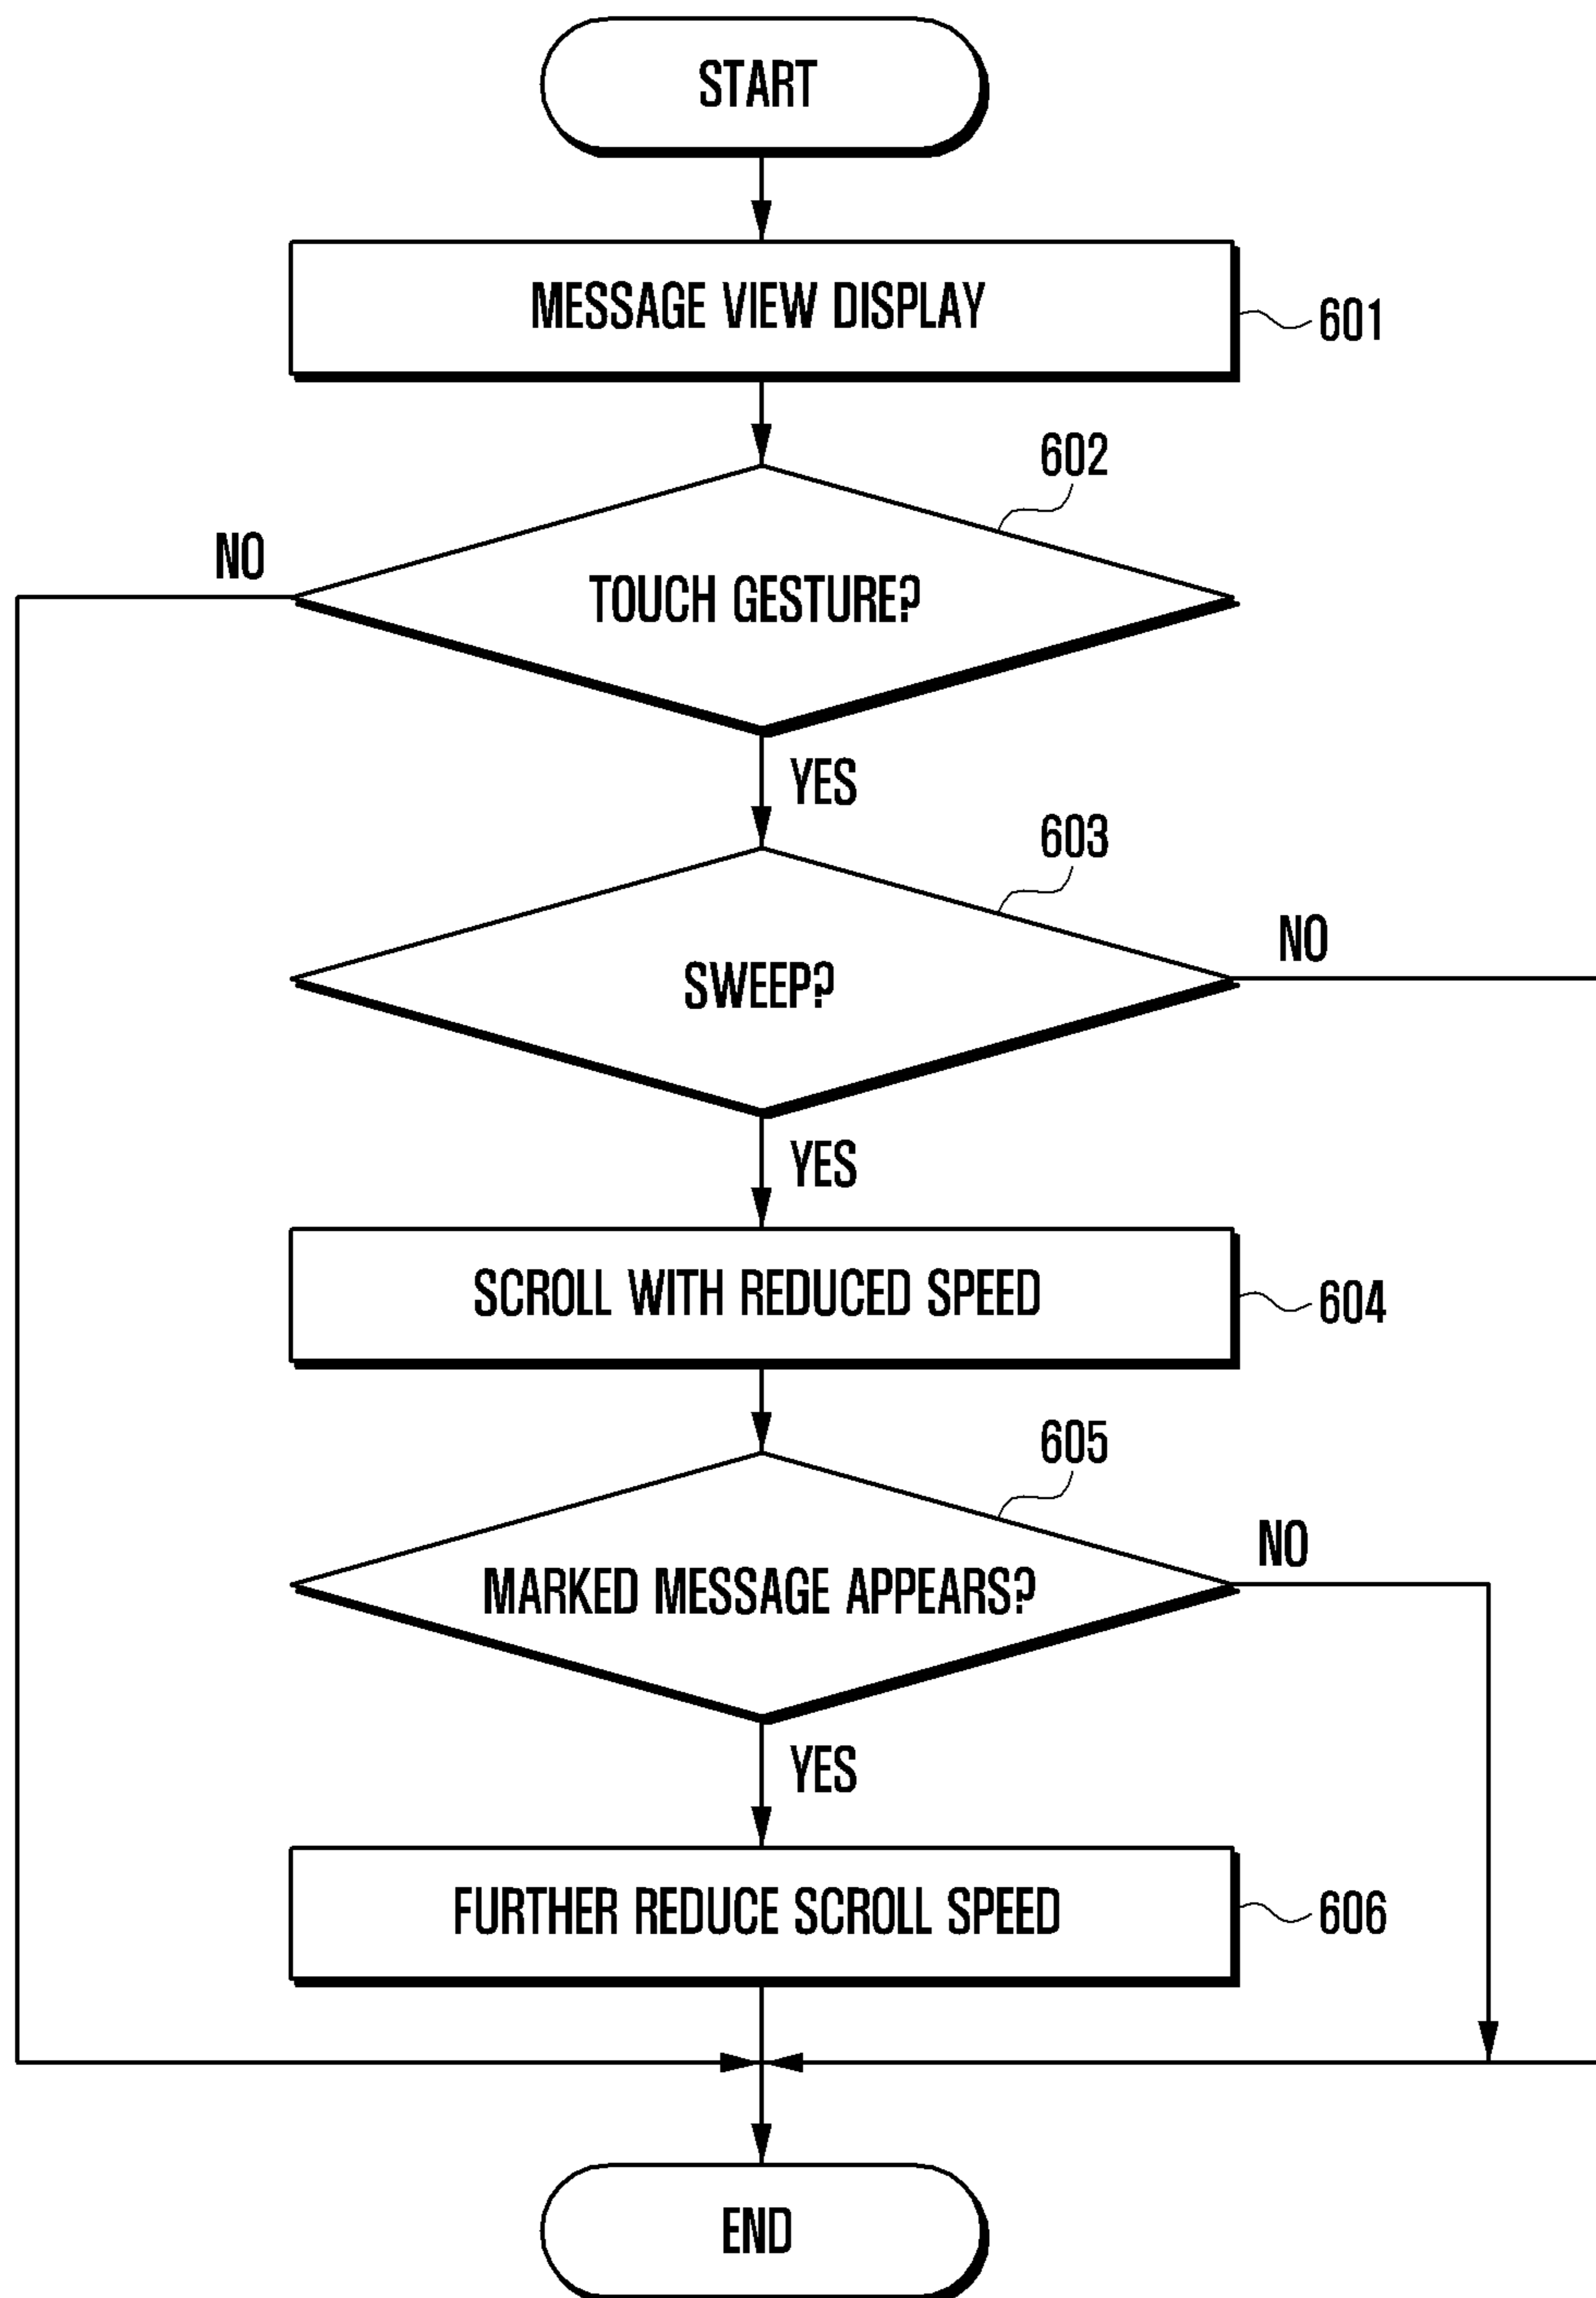 START
MESSAGE VIEW DISPLAY
601
602
NO
TOUCH GESTURE?
YES
603
NO
SWEEP?
YES
SCROLL WITH REDUCED SPEED
604
605
NO
MARKED MESSAGE APPEARS?
YES
FURTHER REDUCE SCROLL SPEED
606
END